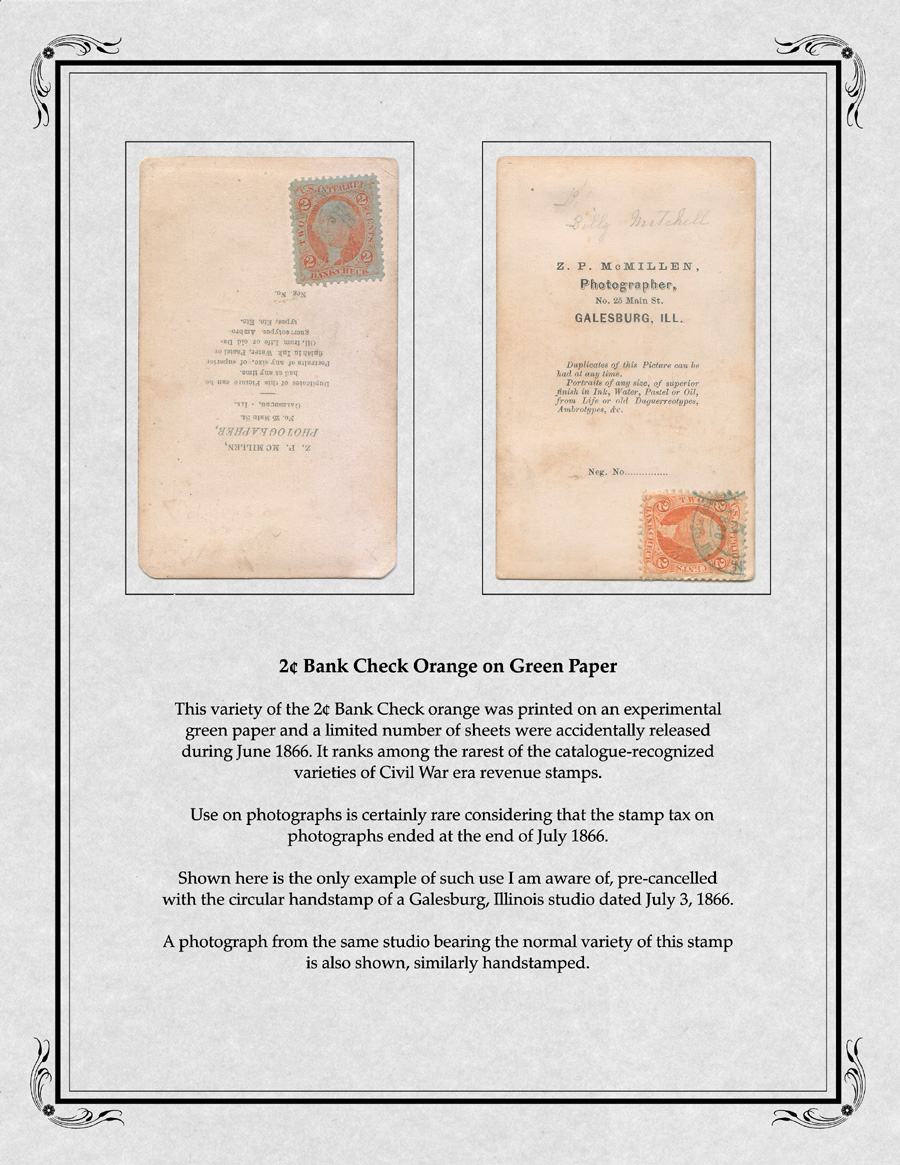 U.S. INTER. REV.
2 2
TWO CENTS
2 2
BANK CHECK
Neg. No.
Z. P. MCMILLEN,
PHOTOGRAPHER,
No. 25 Main St.
GALESBURG, - ILL.
Duplicates of this Picture can be
had at any time.
Portraits of any size, of superior
finish in Ink, Water, Pastel or
Oil, from Life or old Da-
guerreotypes, Ambro-
types, Etc. Etc.
Billy Mitchell
Z. P. McMILLEN,
Photographer,
No. 25 Main St.
GALESBURG, ILL.
Duplicates of this Picture can be
had at any time.
Portraits of any size, of superior
finish in Ink, Water, Pastel or Oil,
from Life or old Daguerreotypes,
Ambrotypes, &c.
Neg. No..............
TWO CENTS
2 2
BANK CHECK
2¢ Bank Check Orange on Green Paper
This variety of the 2¢ Bank Check orange was printed on an experimental
green paper and a limited number of sheets were accidentally released
during June 1866. It ranks among the rarest of the catalogue-recognized
varieties of Civil War era revenue stamps.
Use on photographs is certainly rare considering that the stamp tax on
photographs ended at the end of July 1866.
Shown here is the only example of such use I am aware of, pre-cancelled
with the circular handstamp of a Galesburg, Illinois studio dated July 3, 1866.
A photograph from the same studio bearing the normal variety of this stamp
is also shown, similarly handstamped.